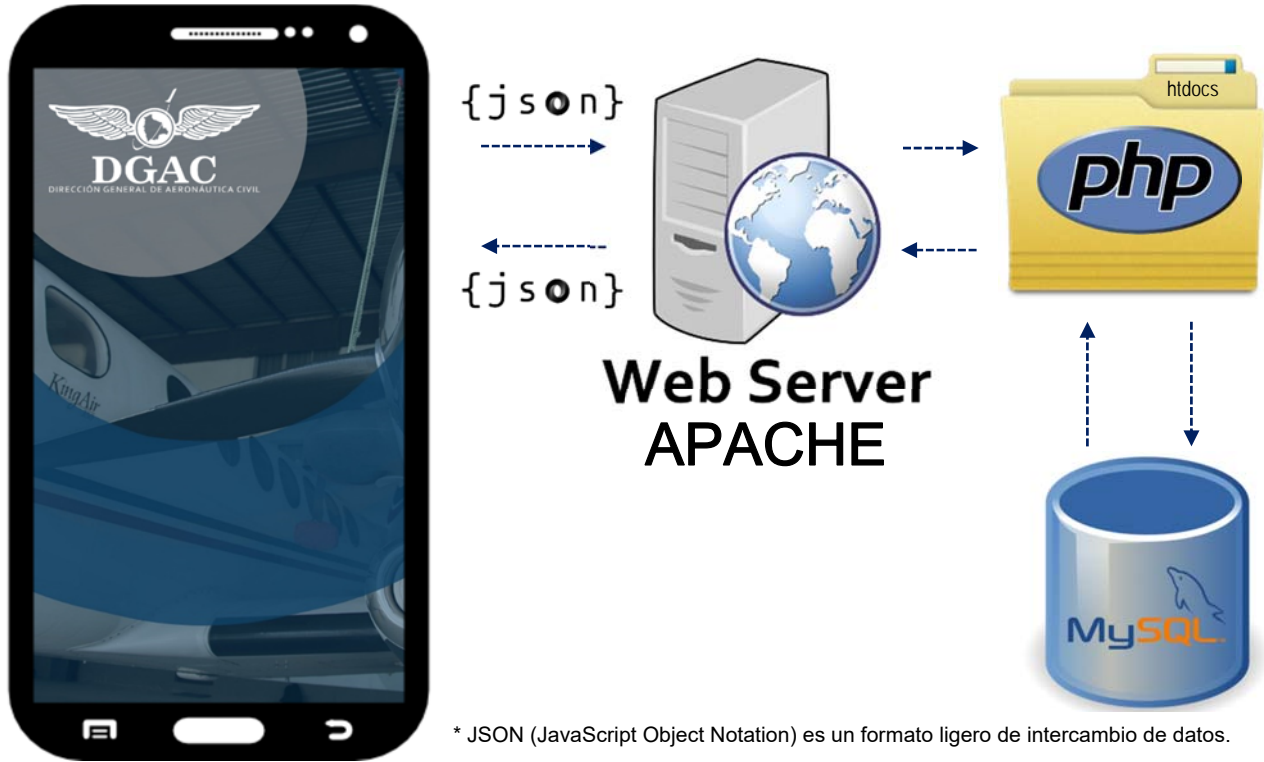 DGAC
DIRECCIÓN GENERAL DE AERONÁUTICA CIVIL
KingAir
{json}
{json}
Web Server
APACHE
htdocs
php
MySQL
* JSON (JavaScript Object Notation) es un formato ligero de intercambio de datos.